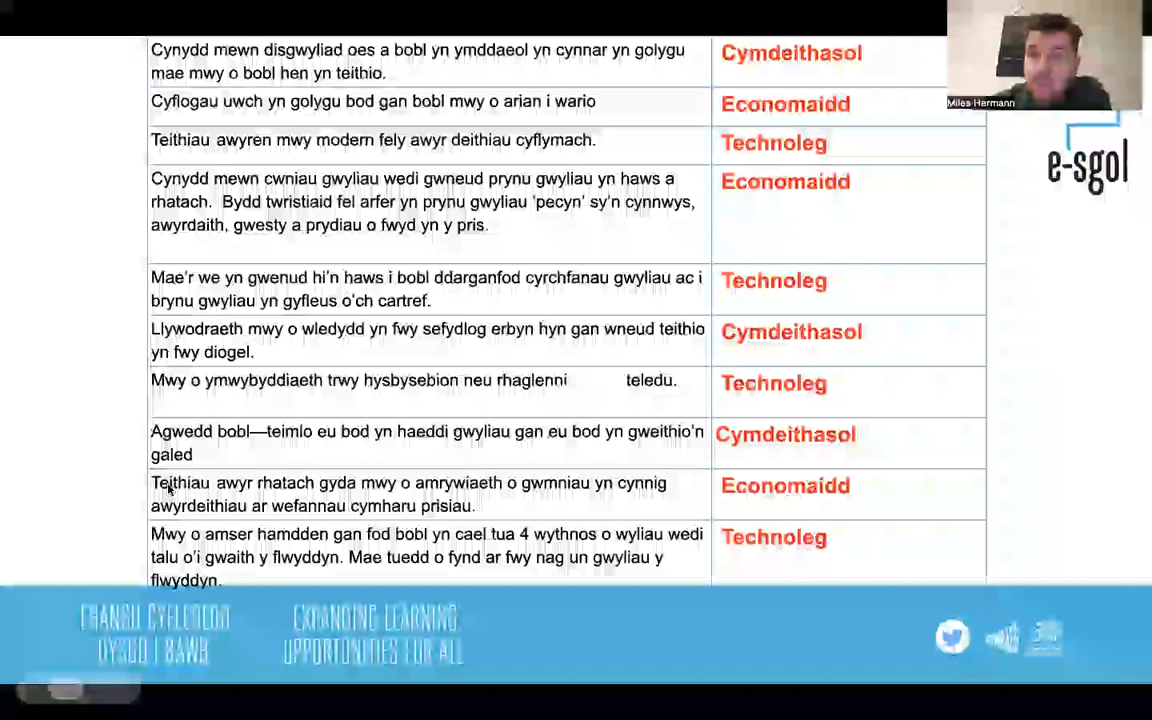 Cynydd mewn disgwyliad oes a bobl yn ymddaeol yn cynnar yn golygu
mae mwy o bobl hen yn teithio.
Cymdeithasol
Cyflogau uwch yn golygu bod gan bobl mwy o arian i wario
Economaidd
Teithiau awyren mwy modern fely awyr deithiau cyflymach.
Technoleg
Cynydd mewn cwniau gwyliau wedi gwneud prynu gwyliau yn haws a
rhatach. Bydd twristiaid fel arfer yn prynu gwyliau 'pecyn' sy'n cynnwys,
awyrdaith, gwesty a prydiau o fwyd yn y pris.
Economaidd
Mae'r we yn gwenud hi'n haws i bobl ddarganfod cyrchfanau gwyliau ac i
brynu gwyliau yn gyfleus o'ch cartref.
Technoleg
Llywodraeth mwy o wledydd yn fwy sefydlog erbyn hyn gan wneud teithio
yn fwy diogel.
Cymdeithasol
Mwy o ymwybyddiaeth trwy hysbysebion neu rhaglenni teledu.
Technoleg
Agwedd bobl—teimlo eu bod yn haeddi gwyliau gan eu bod yn gweithio'n
galed
Cymdeithasol
Teithiau awyr rhatach gyda mwy o amrywiaeth o gwmniau yn cynnig
awyrdeithiau ar wefannau cymharu prisiau.
Economaidd
Mwy o amser hamdden gan fod bobl yn cael tua 4 wythnos o wyliau wedi
talu o'i gwaith y flwyddyn. Mae tuedd o fynd ar fwy nag un gwyliau y
flwyddyn.
Technoleg
Miles Hermann
e-sgol
EHANGU CYFLEOEDD
DYSGU I BAWB
EXPANDING LEARNING
OPPORTUNITIES FOR ALL